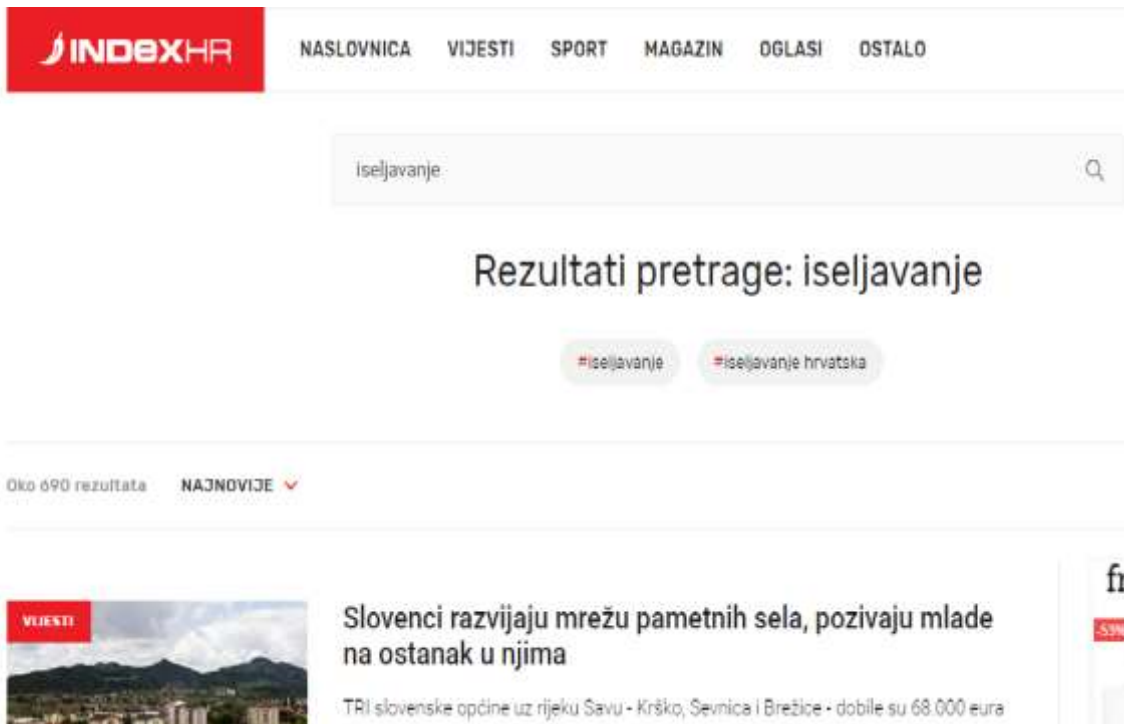 INDEXHR NASLOVNICA VIJESTI SPORT MAGAZIN OGLASI OSTALO
iseljavanje
Rezultati pretrage: iseljavanje
#iseljavanje #iseljavanje hrvatska
Oko 690 rezultata NAJNOVIJE
VIJESTI
Slovenci razvijaju mrežu pametnih sela, pozivaju mlade
na ostanak u njima
TRI slovenske općine uz rijeku Savu - Krško, Sevnica i Brežice - dobile su 68.000 eura
-53%